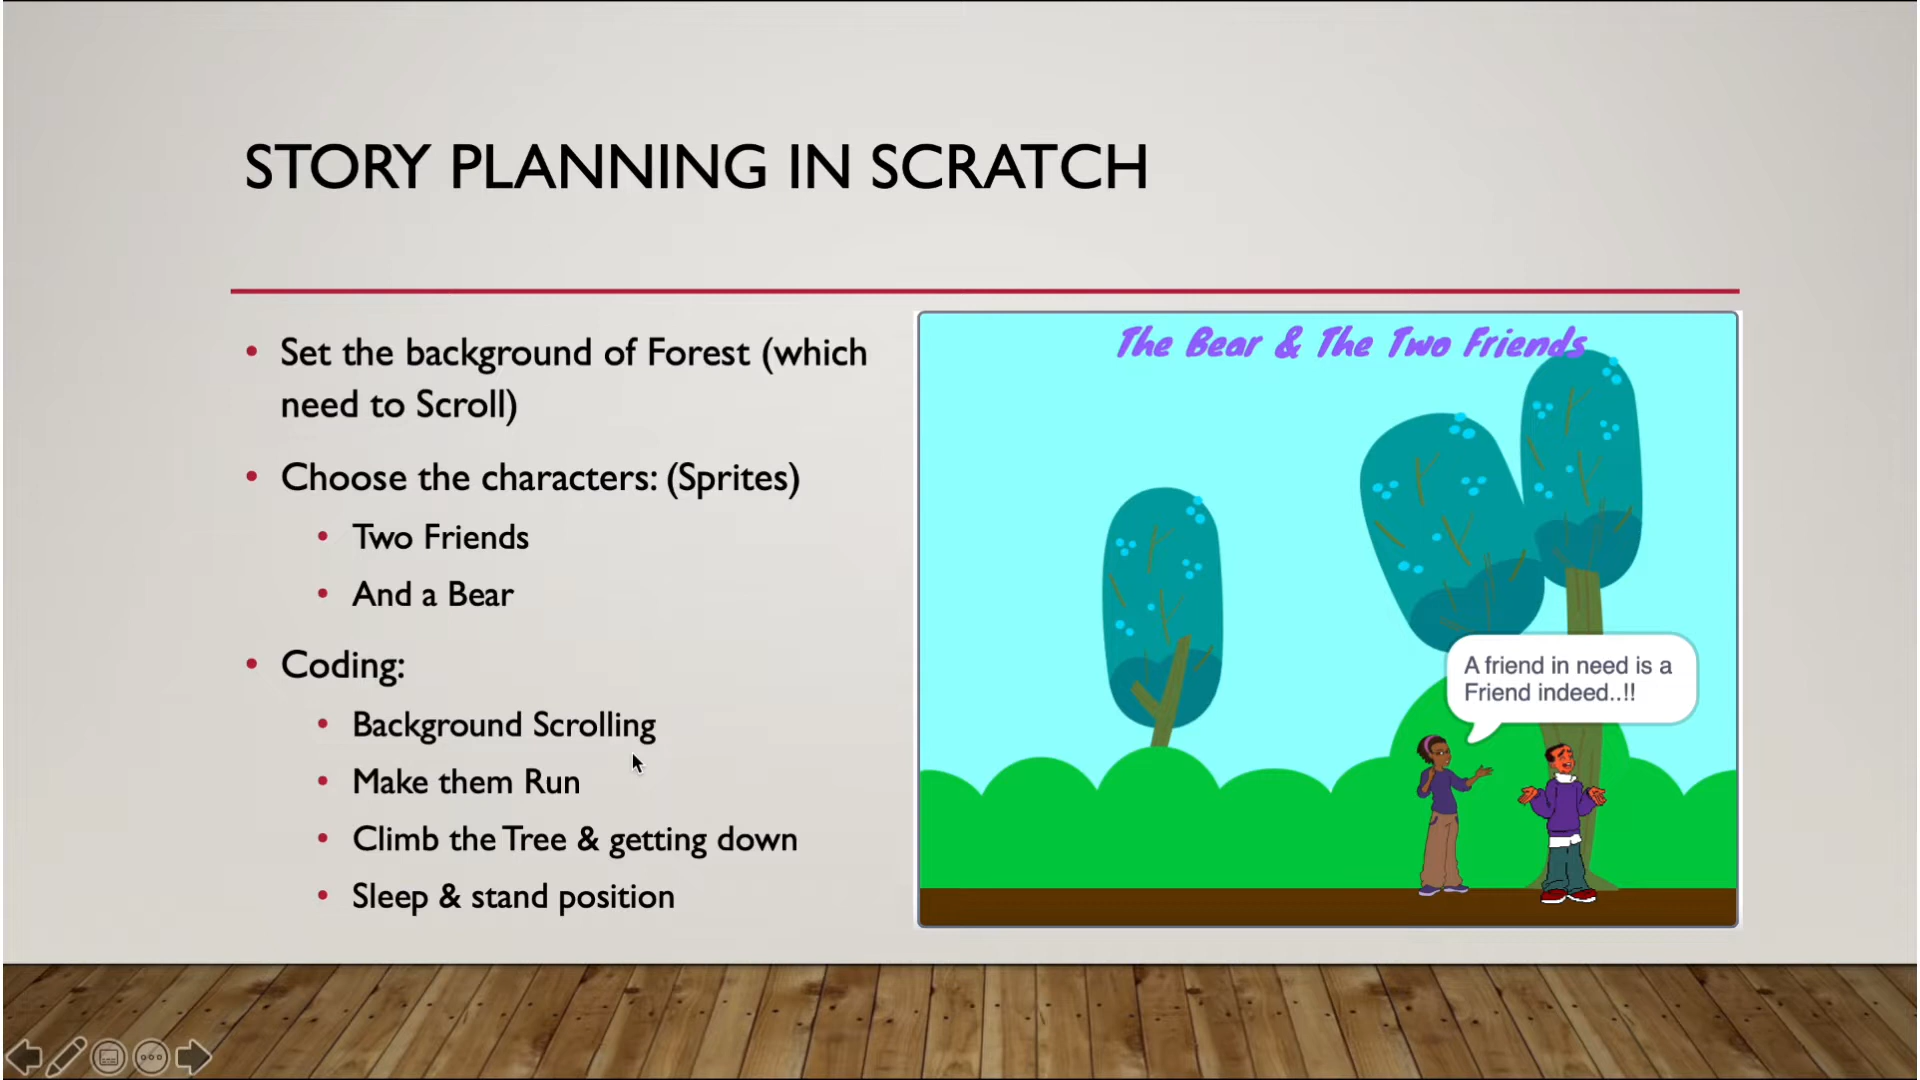 STORY PLANNING IN SCRATCH
• Set the background of Forest (which
need to Scroll)
• Choose the characters: (Sprites)
• Two Friends
• And a Bear
• Coding:
• Background Scrolling
• Make them Run
• Climb the Tree & getting down
• Sleep & stand position
The Bear & The Two Friends
A friend in need is a
Friend indeed..!!